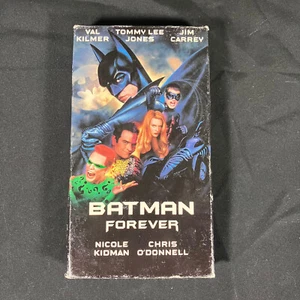 VAL TOMMY LEE JIM
KILMER JONES CARREY
BATMAN
FOREVER
NICOLE CHRIS
KIDMAN O'DONNELL